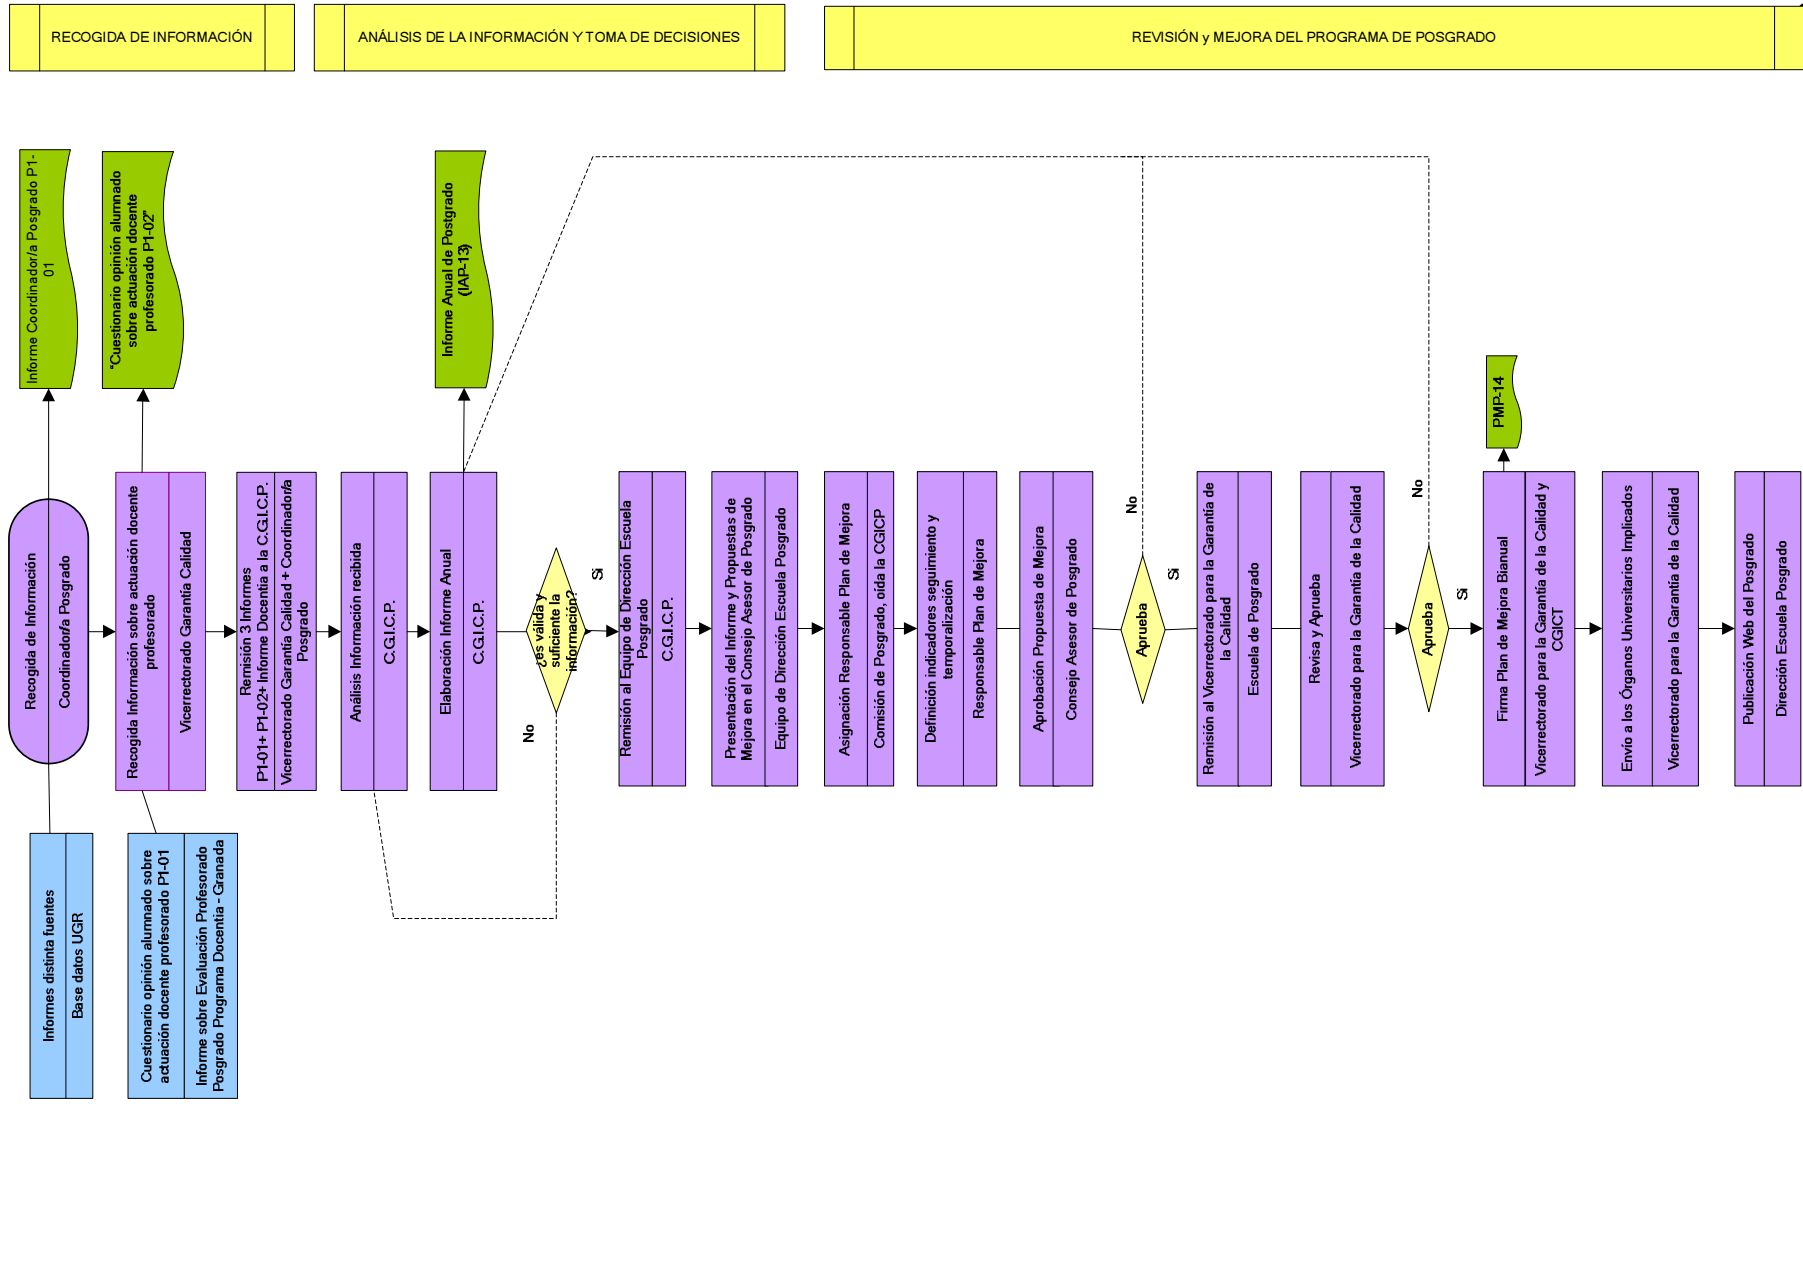 RECOGIDA DE INFORMACIÓN
ANÁLISIS DE LA INFORMACIÓN Y TOMA DE DECISIONES
REVISIÓN y MEJORA DEL PROGRAMA DE POSGRADO
Informe Coordinador/a Posgrado P1-
01
"Cuestionario opinión alumnado
sobre actuación docente
profesorado P1-02"
Informe Anual de Postgrado
(IAP-13)
PMP-14
Recogida de Información
Coordinador/a Posgrado
Recogida Información sobre actuación docente
profesorado
Vicerrectorado Garantía Calidad
Remisión 3 Informes
P1-01+ P1-02+ Informe Docentia a la C.G.I.C.P.
Vicerrectorado Garantía Calidad + Coordinador/a
Posgrado
Análisis Información recibida
C.G.I.C.P.
Elaboración Informe Anual
C.G.I.C.P.
¿es válida y
suficiente la
información?
Si
No
Remisión al Equipo de Dirección Escuela
Posgrado
C.G.I.C.P.
Presentación del Informe y Propuestas de
Mejora en el Consejo Asesor de Posgrado
Equipo de Dirección Escuela Posgrado
Asignación Responsable Plan de Mejora
Comisión de Posgrado, oída la CGICP
Definición indicadores seguimiento y
temporalización
Responsable Plan de Mejora
Aprobación Propuesta de Mejora
Consejo Asesor de Posgrado
No
Aprueba
Si
Remisión al Vicerrectorado para la Garantía de
la Calidad
Escuela de Posgrado
Revisa y Aprueba
Vicerrectorado para la Garantía de la Calidad
No
Aprueba
Si
Firma Plan de Mejora Bianual
Vicerrectorado para la Garantía de la Calidad y
CGICT
Envío a los Órganos Universitarios Implicados
Vicerrectorado para la Garantía de la Calidad
Publicación Web del Posgrado
Dirección Escuela Posgrado
Informes distinta fuentes
Base datos UGR
Cuestionario opinión alumnado sobre
actuación docente profesorado P1-01
Informe sobre Evaluación Profesorado
Posgrado Programa Docentia - Granada